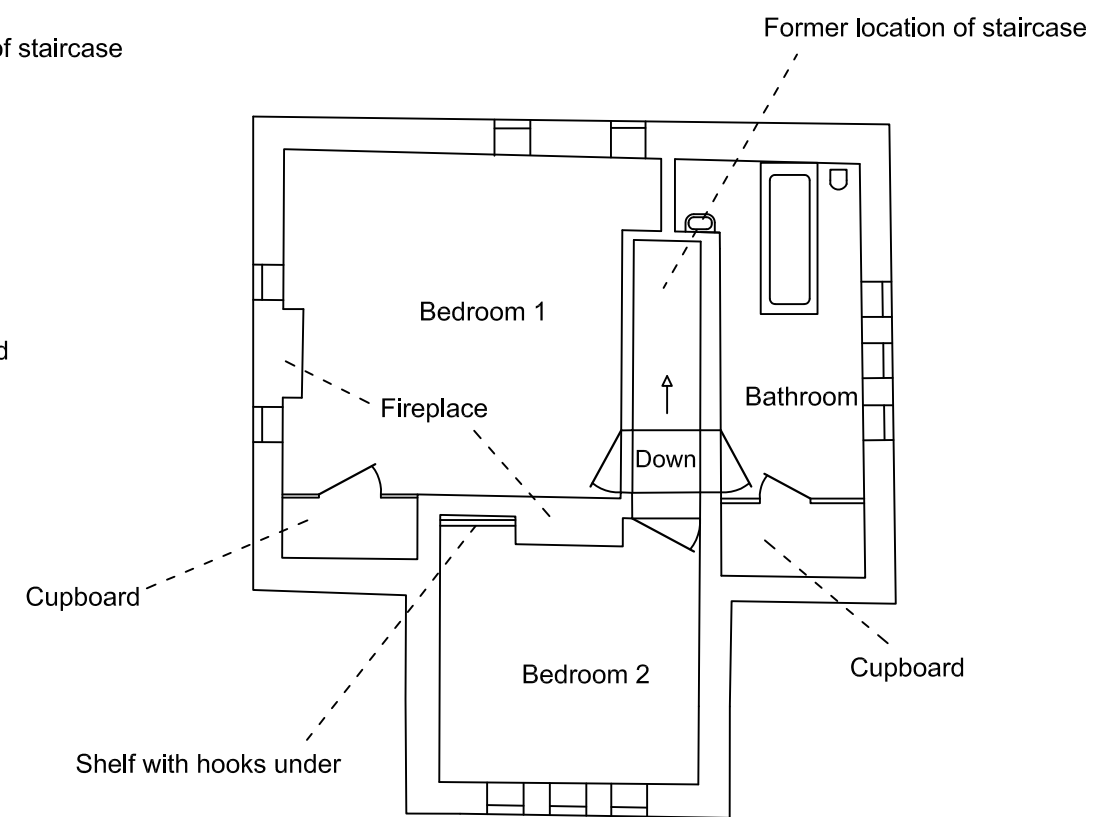 Former location of staircase
of staircase
Bedroom 1
d
Fireplace
Bathroom
Down
Cupboard
Bedroom 2
Cupboard
Shelf with hooks under